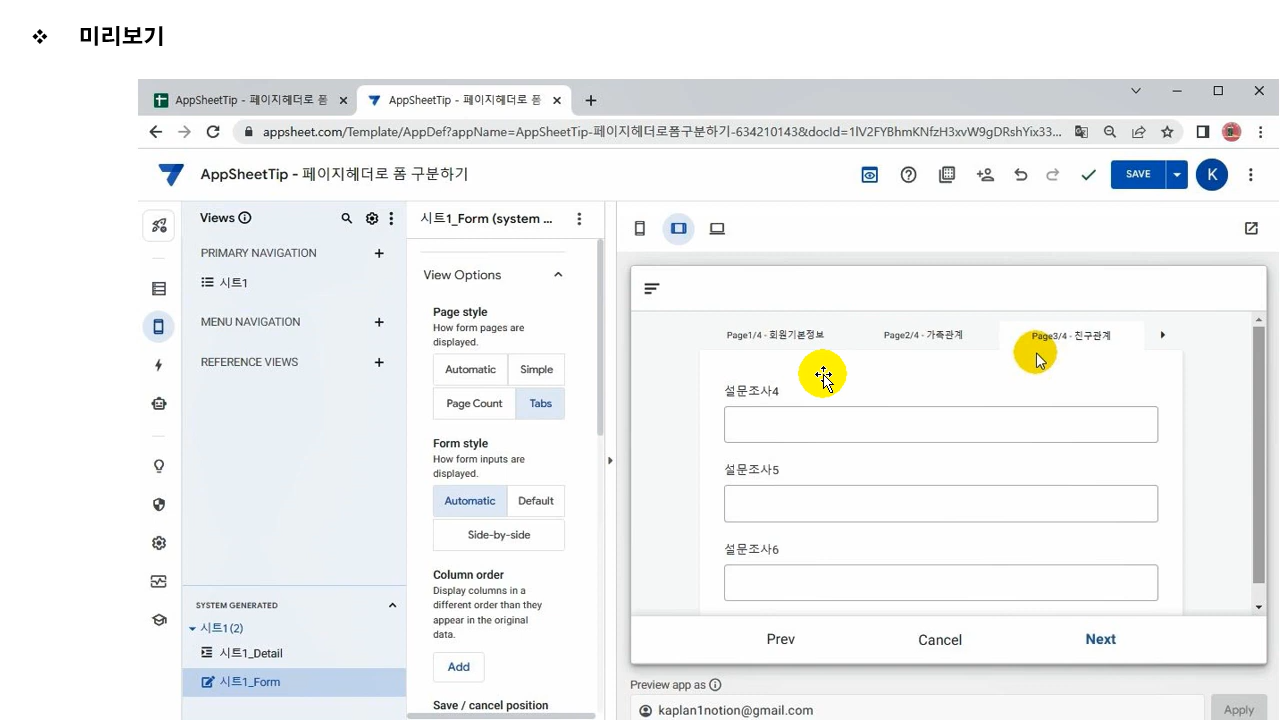 ❖ 미리보기
AppSheetTip - 페이지헤더로 폼
AppSheetTip - 페이지헤더로 폼
appsheet.com/Template/AppDef?appName=AppSheetTip-페이지헤더로폼구분하기-634210143&docId=1lV2FYBhmKNfzH3xvW9gDRshYix33...
AppSheetTip - 페이지헤더로 폼 구분하기
SAVE
K
Views
시트1_Form (system ...
PRIMARY NAVIGATION
시트1
MENU NAVIGATION
REFERENCE VIEWS
SYSTEM GENERATED
시트1 (2)
시트1_Detail
시트1_Form
View Options
Page style
How form pages are
displayed.
Automatic
Simple
Page Count
Tabs
Form style
How form inputs are
displayed.
Automatic
Default
Side-by-side
Column order
Display columns in a
different order than they
appear in the original
data.
Add
Save / cancel position
Page1/4 - 회원기본정보
Page2/4 - 가족관계
Page3/4 - 친구관계
설문조사4
설문조사5
설문조사6
Prev
Cancel
Next
Preview app as
kaplan1notion@gmail.com
Apply